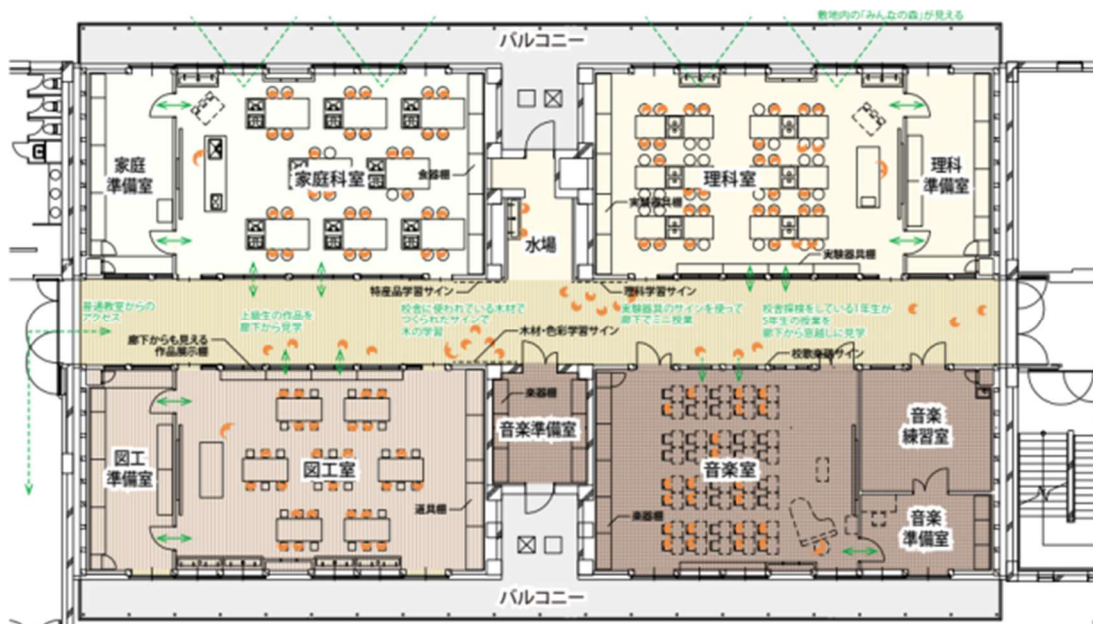 敷地内の「みんなの森」が見える
バルコニー
家庭
準備室
家庭科室
食器棚
水場
実験器具棚
理科室
実験器具棚
理科
準備室
特産品学習サイン
理科学習サイン
普通教室からの
アクセス
上級生の作品を
廊下から見学
校舎に使われている木材で
つくられたサインで
木の学習
実験器具のサインを使って
廊下でミニ授業
校舎探検をしている1年生が
5年生の授業を
廊下から窓越しに見学
廊下からも見える
作品展示棚
木材・色彩学習サイン
校歌楽譜サイン
図工
準備室
図工室
道具棚
楽器棚
音楽準備室
楽器棚
音楽室
音楽
練習室
音楽
準備室
バルコニー